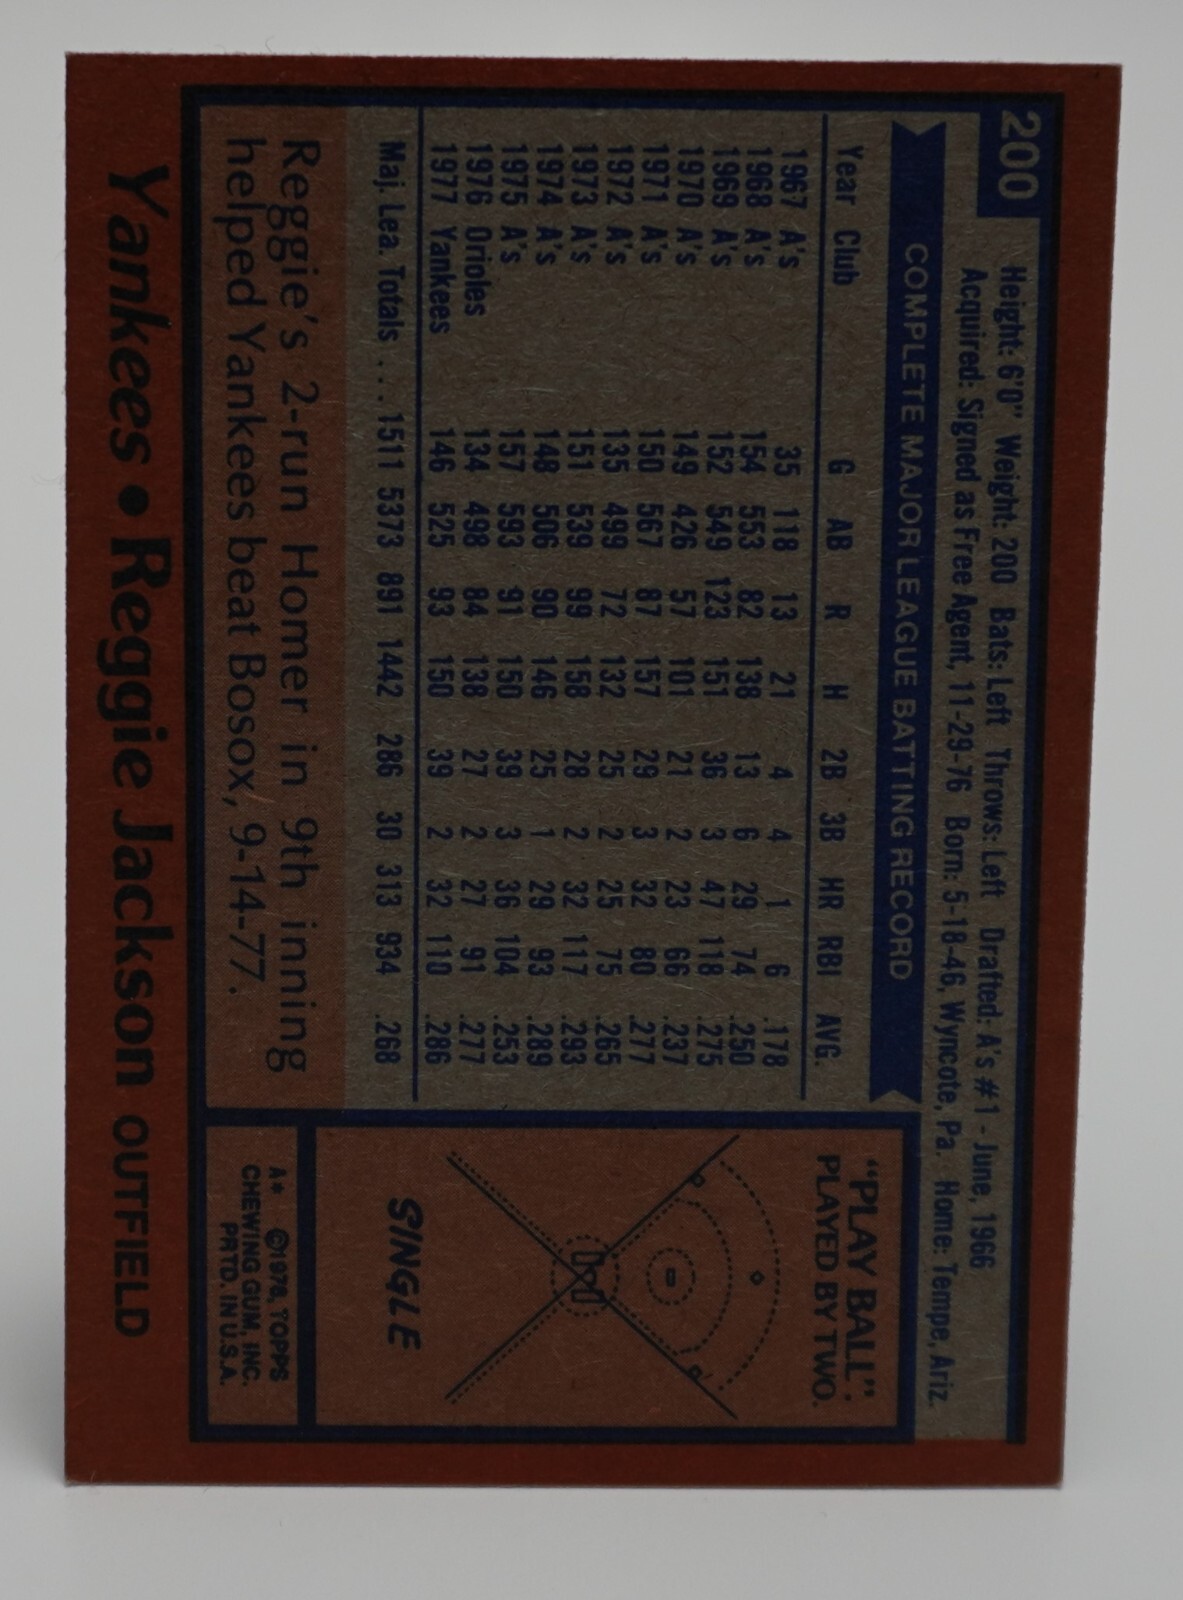 200
Height: 6'0" Weight: 200 Bats: Left Throws: Left Drafted: A's #1 - June, 1966
Acquired: Signed as Free Agent, 11-29-76 Born: 5-18-46, Wyncote, Pa. Home: Tempe, Ariz.
COMPLETE MAJOR LEAGUE BATTING RECORD
Year Club G AB R H 2B 3B HR RBI AVG.
1967 A's 35 118 13 21 4 4 1 6 .178
1968 A's 154 553 82 138 13 6 29 74 .250
1969 A's 152 549 123 151 36 3 47 118 .275
1970 A's 149 426 57 101 21 2 23 66 .237
1971 A's 150 567 87 157 29 3 32 80 .277
1972 A's 135 499 72 132 25 2 25 75 .265
1973 A's 151 539 99 158 28 2 32 117 .293
1974 A's 148 506 90 146 25 1 29 93 .289
1975 A's 157 593 91 150 39 3 36 104 .253
1976 Orioles 134 498 84 138 27 2 27 91 .277
1977 Yankees 146 525 93 150 39 2 32 110 .286
Maj. Lea. Totals . . . 1511 5373 891 1442 286 30 313 934 .268
Reggie's 2-run Homer in 9th inning
helped Yankees beat Bosox, 9-14-77.
"PLAY BALL":
PLAYED BY TWO.
SINGLE
A* ©1978, TOPPS
CHEWING GUM, INC.
PRTD. IN U.S.A.
Yankees • Reggie Jackson OUTFIELD